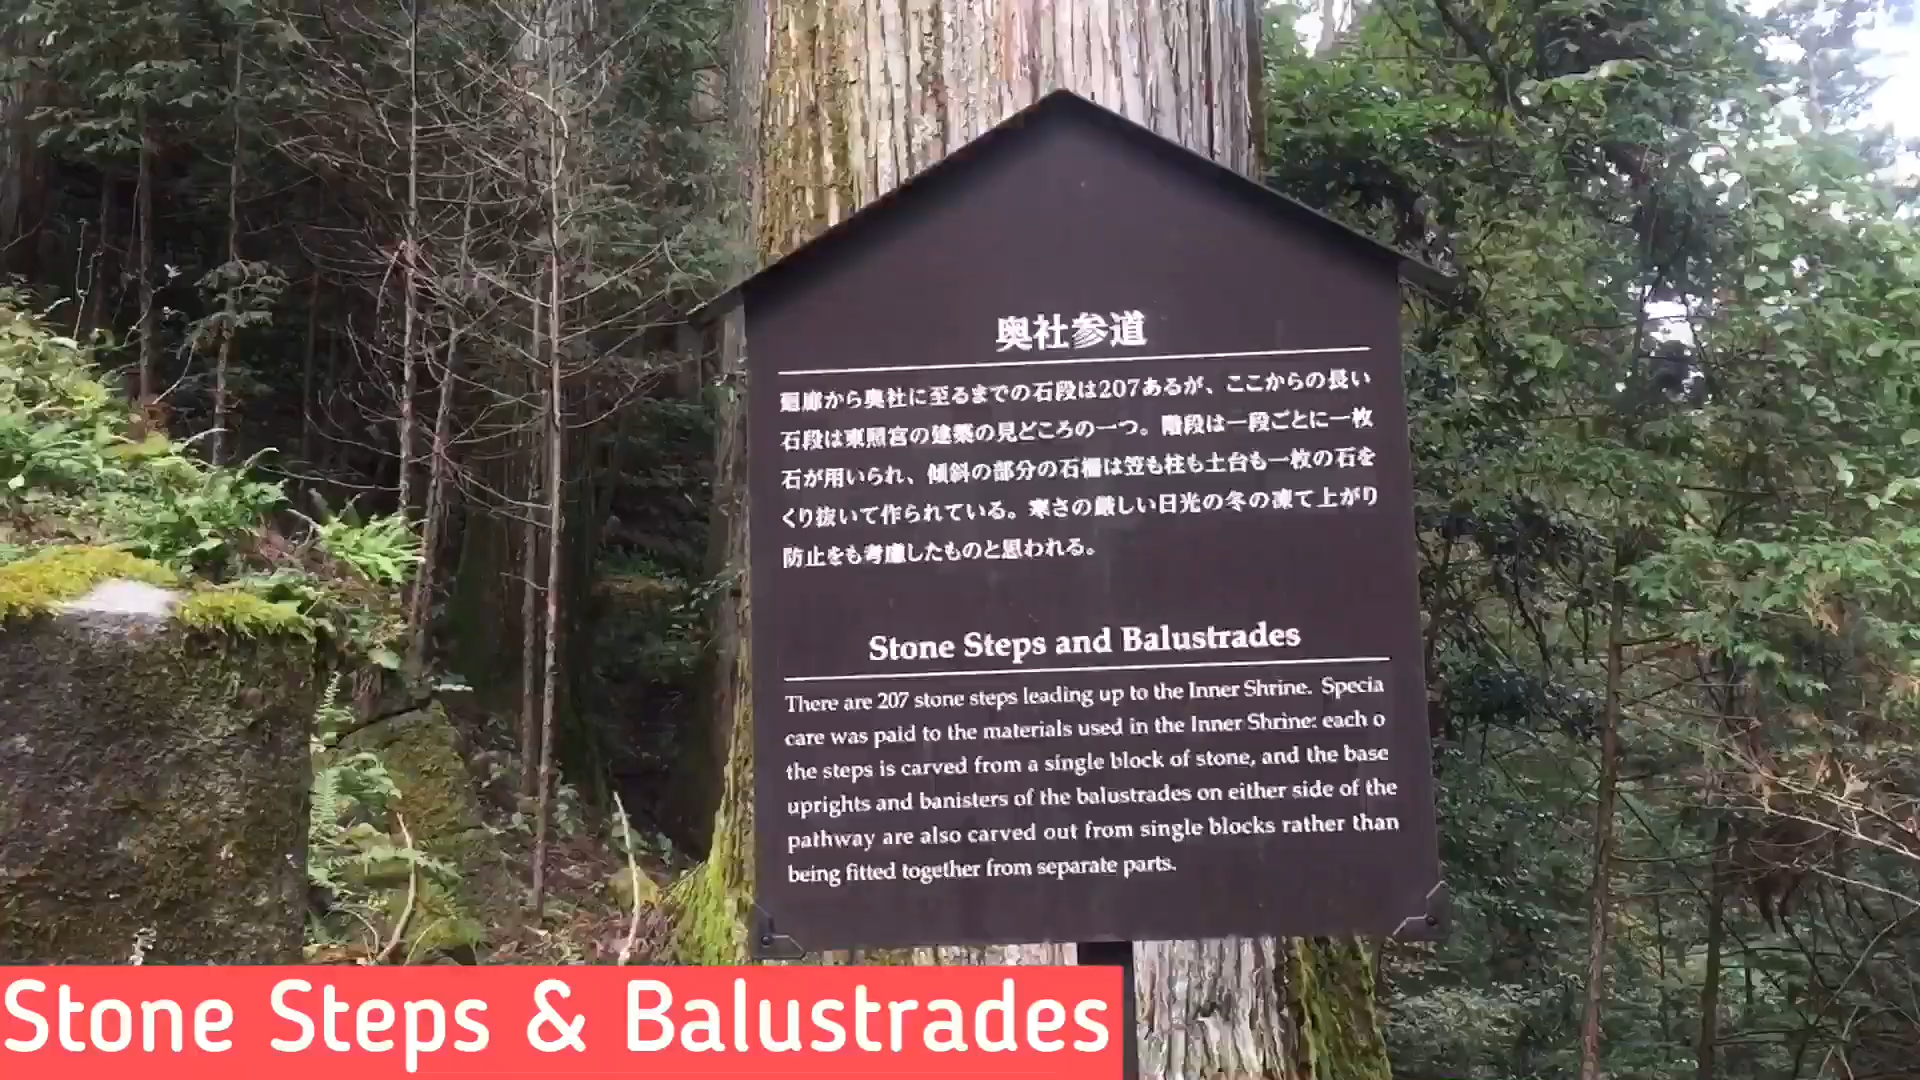 奥社参道
廻廊から奥社に至るまでの石段は207あるが、ここからの長い
石段は東照宮の建築の見どころの一つ。階段は一段ごとに一枚
石が用いられ、傾斜の部分の石柵は笠も柱も土台も一枚の石を
くり抜いて作られている。寒さの厳しい日光の冬の凍て上がり
防止をも考慮したものと思われる。
Stone Steps and Balustrades
There are 207 stone steps leading up to the Inner Shrine. Specia
care was paid to the materials used in the Inner Shrine: each o
the steps is carved from a single block of stone, and the base
uprights and banisters of the balustrades on either side of the
pathway are also carved out from single blocks rather than
being fitted together from separate parts.
Stone Steps & Balustrades